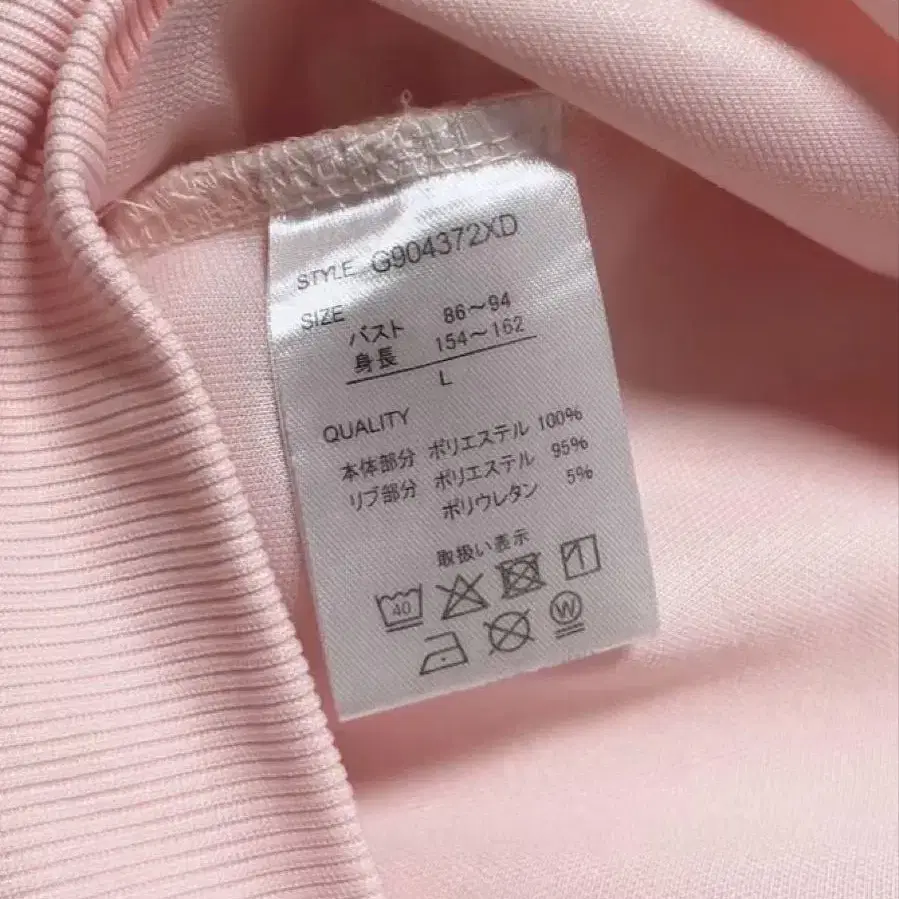 STYLE G904372XD
SIZE
バスト 86～94
身長 154～162
L
QUALITY
本体部分 ポリエステル 100%
リブ部分 ポリエステル 95%
ポリウレタン 5%
取扱い表示
40
W